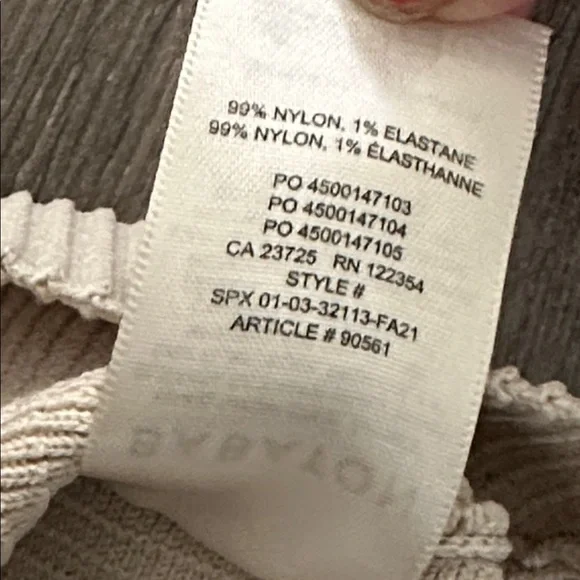 99% NYLON, 1% ELASTANE
99% NYLON, 1% ÉLASTHANNE
PO 4500147103
PO 4500147104
PO 4500147105
CA 23725 RN 122354
STYLE #
SPX 01-03-32113-FA21
ARTICLE # 90561